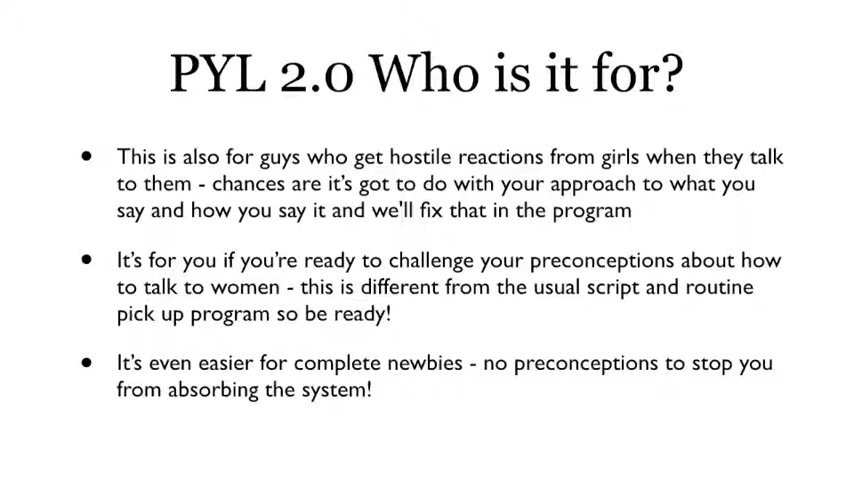 PYL 2.0 Who is it for?
• This is also for guys who get hostile reactions from girls when they talk
to them - chances are it’s got to do with your approach to what you
say and how you say it and we'll fix that in the program
• It’s for you if you’re ready to challenge your preconceptions about how
to talk to women - this is different from the usual script and routine
pick up program so be ready!
• It’s even easier for complete newbies - no preconceptions to stop you
from absorbing the system!